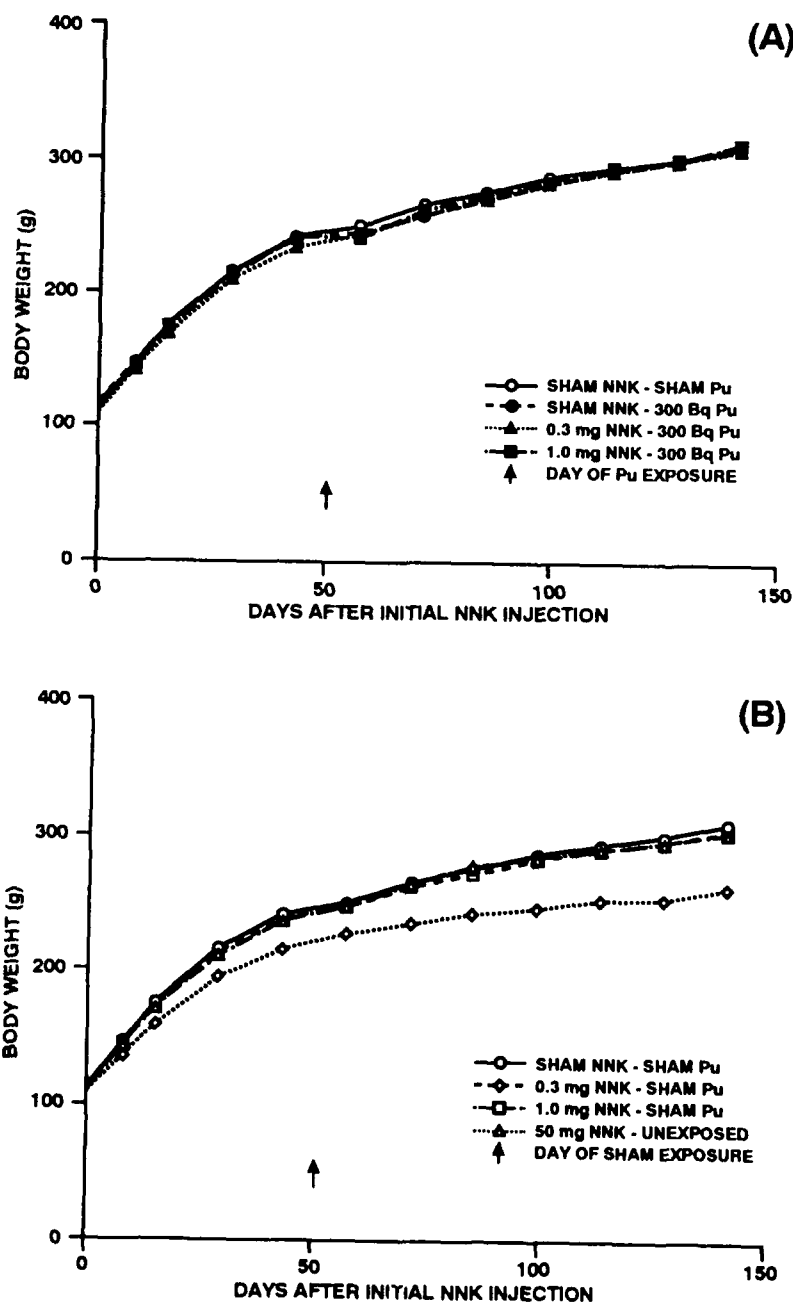 (A)
400
300
200
100
0
BODY WEIGHT (g)
SHAM NNK - SHAM Pu
SHAM NNK - 300 Bq Pu
0.3 mg NNK - 300 Bq Pu
1.0 mg NNK - 300 Bq Pu
DAY OF Pu EXPOSURE
0 50 100 150
DAYS AFTER INITIAL NNK INJECTION
(B)
400
300
200
100
0
BODY WEIGHT (g)
SHAM NNK - SHAM Pu
0.3 mg NNK - SHAM Pu
1.0 mg NNK - SHAM Pu
50 mg NNK - UNEXPOSED
DAY OF SHAM EXPOSURE
0 50 100 150
DAYS AFTER INITIAL NNK INJECTION